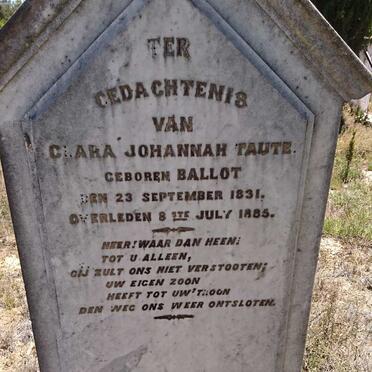 TER
GEDACHTENIS
VAN
CLARA JOHANNAH TAUTE
GEBOREN BALLOT
DEN 23 SEPTEMBER 1831.
OVERLEDEN 8STE JULY 1885.
HEER! WAAR DAN HEEN:
TOT U ALLEEN,
GIJ ZULT ONS NIET VERSTOOTEN;
UW EIGEN ZOON
HEEFT TOT UW' TROON
DEN WEG ONS WEER ONTSLOTEN.